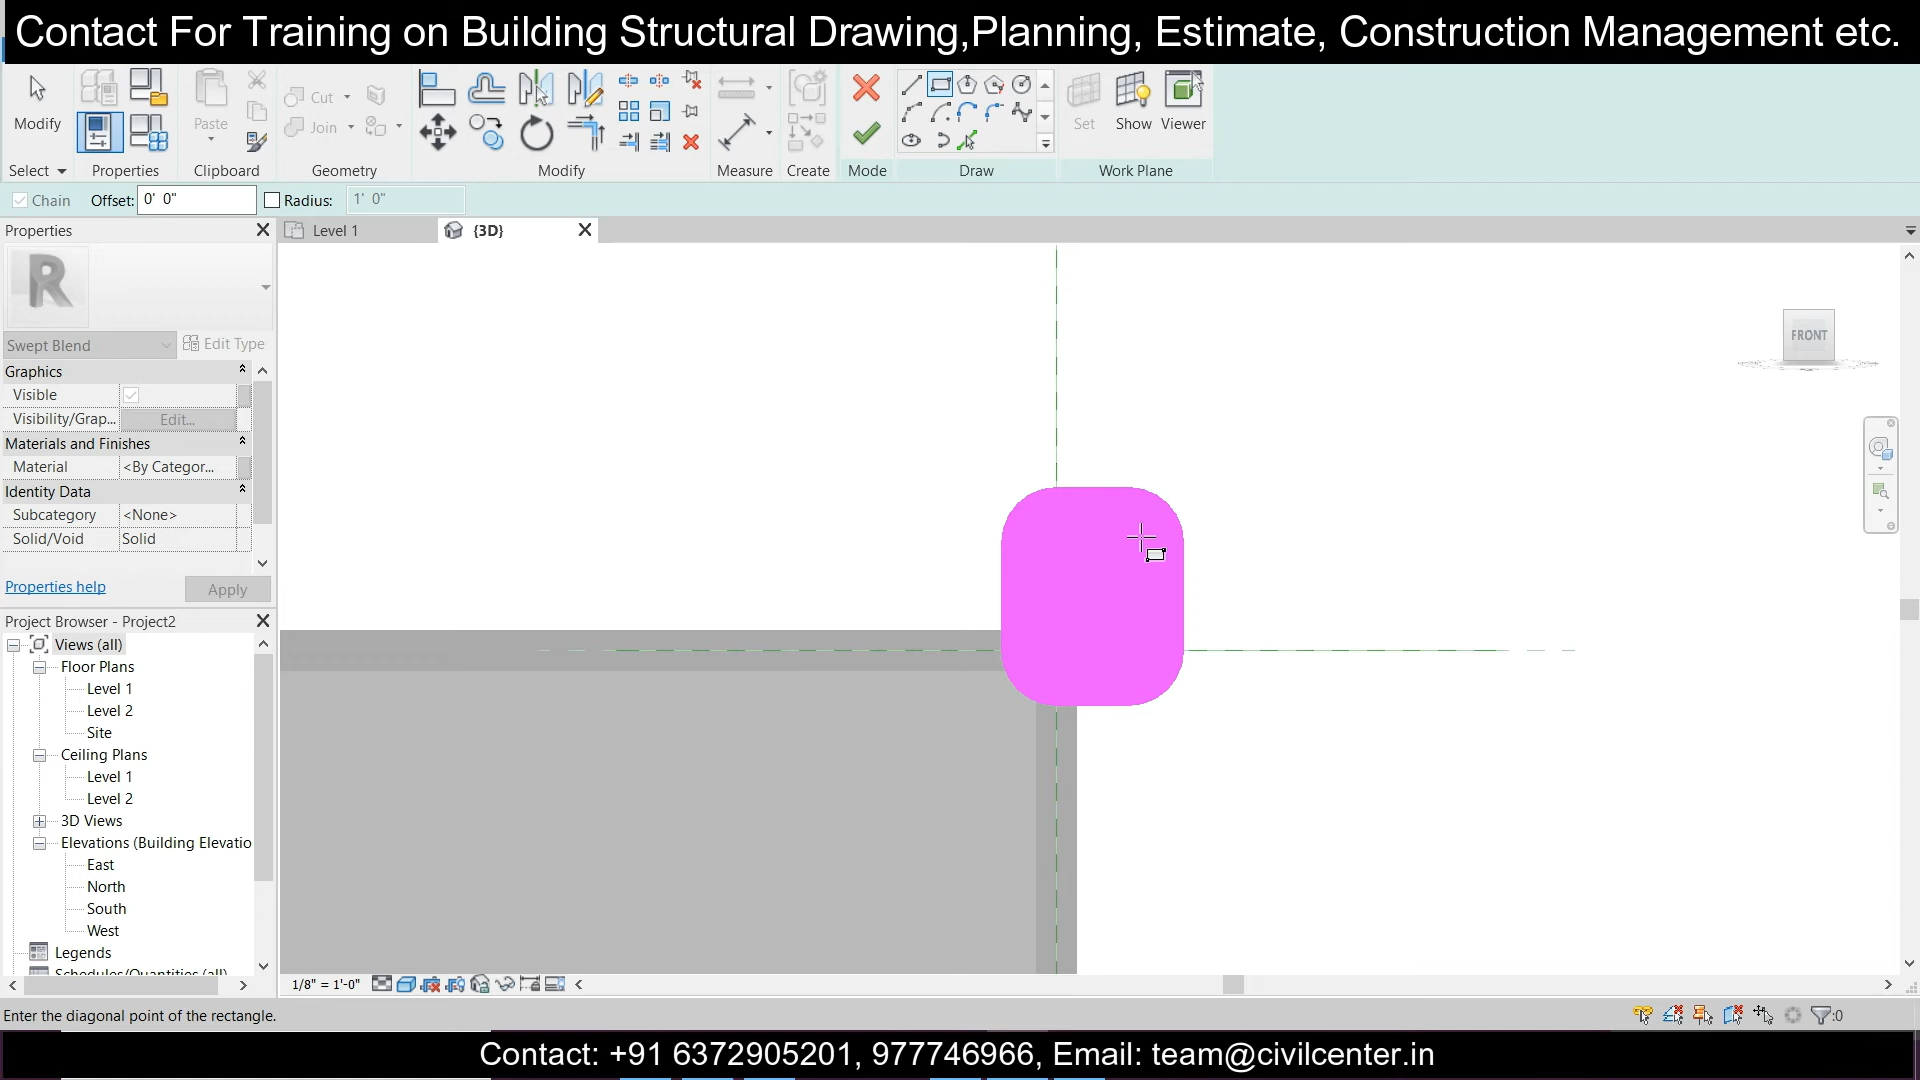 Contact For Training on Building Structural Drawing,Planning, Estimate, Construction Management etc.
Modify
Paste
Cut
Join
Set
Show
Viewer
Select
Properties
Clipboard
Geometry
Modify
Measure
Create
Mode
Draw
Work Plane
Chain
Offset: 0' 0"
Radius: 1' 0"
Properties
Level 1
{3D}
R
FRONT
Swept Blend
Edit Type
Graphics
Visible
Visibility/Grap... Edit...
Materials and Finishes
Material <By Categor...
Identity Data
Subcategory <None>
Solid/Void Solid
Properties help
Apply
Project Browser - Project2
Views (all)
Floor Plans
Level 1
Level 2
Site
Ceiling Plans
Level 1
Level 2
3D Views
Elevations (Building Elevatio
East
North
South
West
Legends
Schedules/Quantities (all)
1/8" = 1'-0"
Enter the diagonal point of the rectangle.
:0
Contact: +91 6372905201, 977746966, Email: team@civilcenter.in